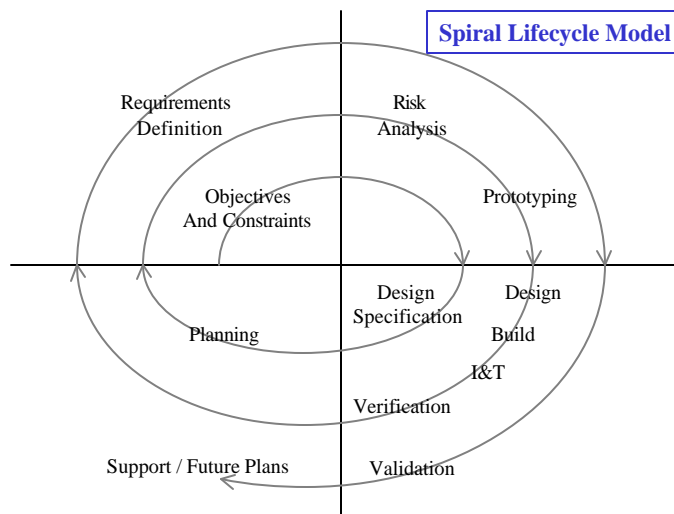 Spiral Lifecycle Model
Requirements
Definition
Risk
Analysis
Objectives
And Constraints
Prototyping
Design
Specification
Design
Planning
Build
I&T
Verification
Support / Future Plans
Validation